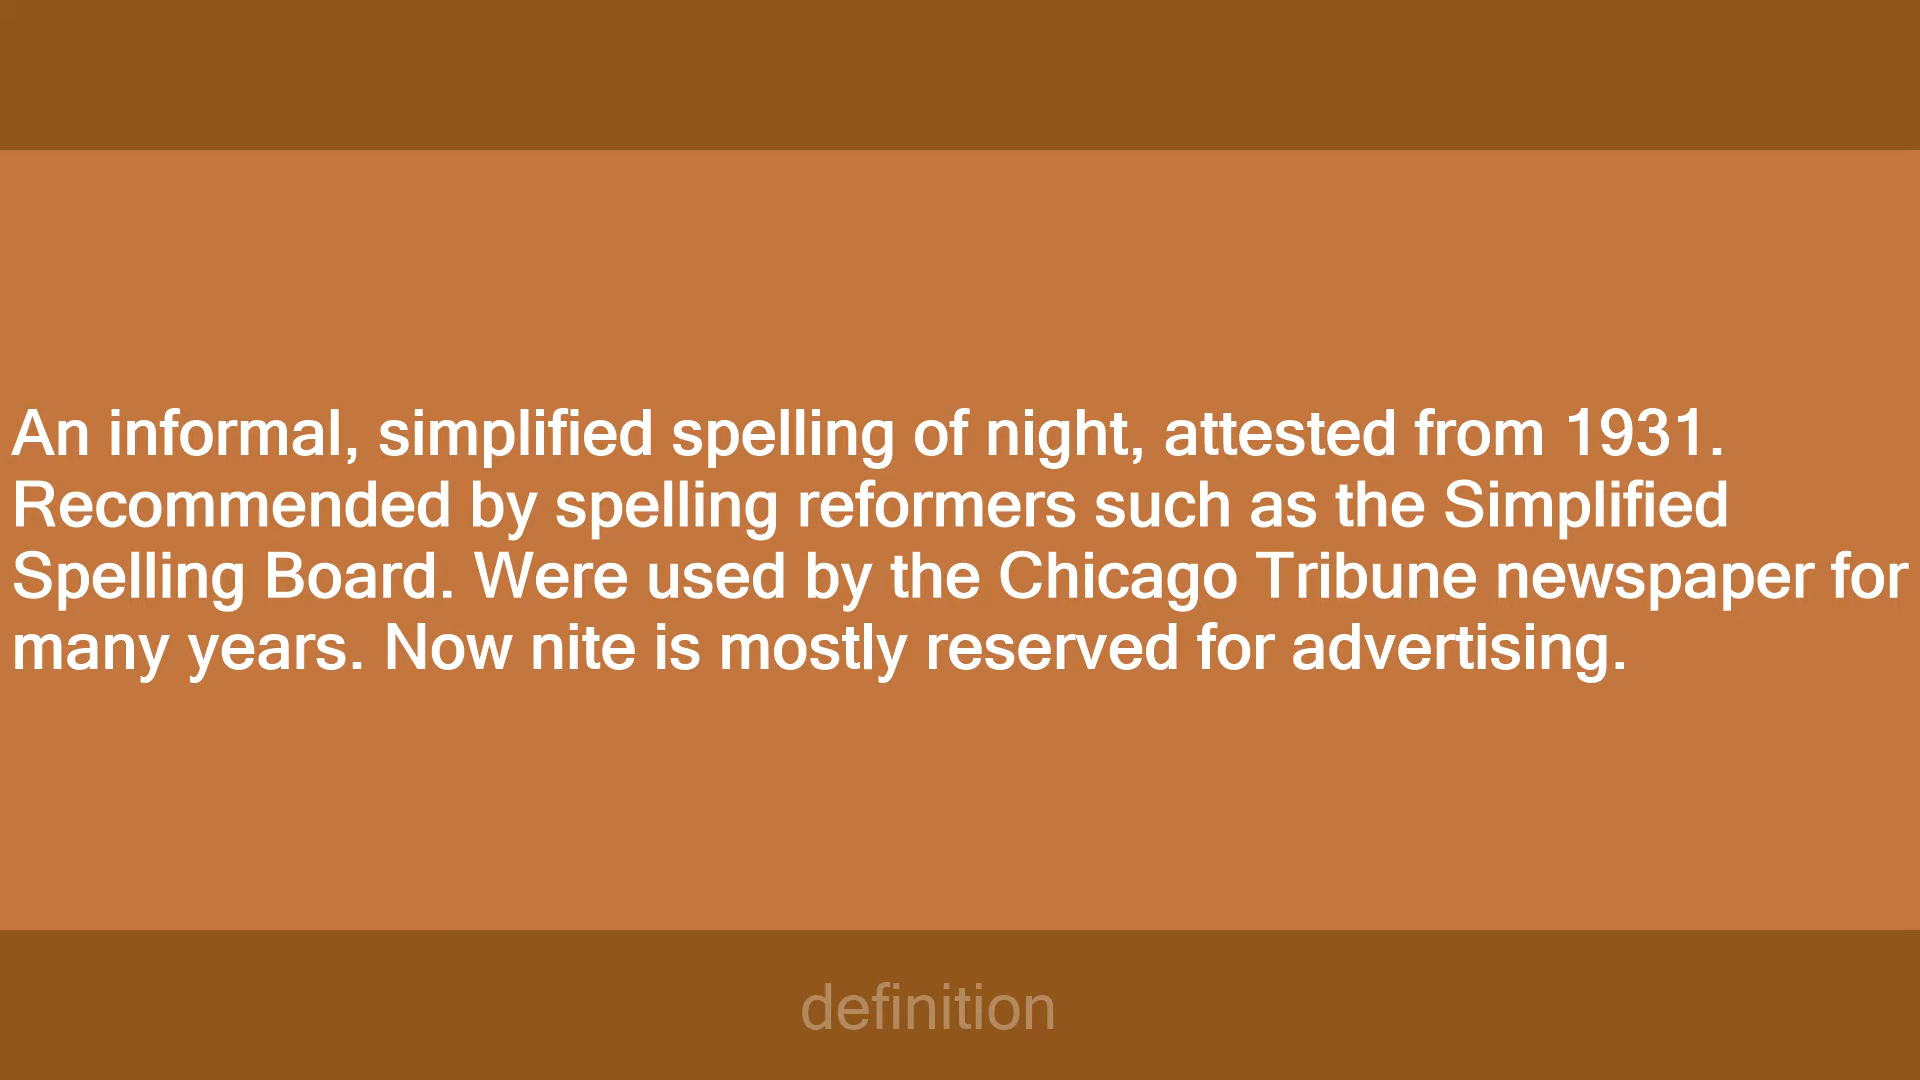 An informal, simplified spelling of night, attested from 1931.
Recommended by spelling reformers such as the Simplified
Spelling Board. Were used by the Chicago Tribune newspaper for
many years. Now nite is mostly reserved for advertising.
definition